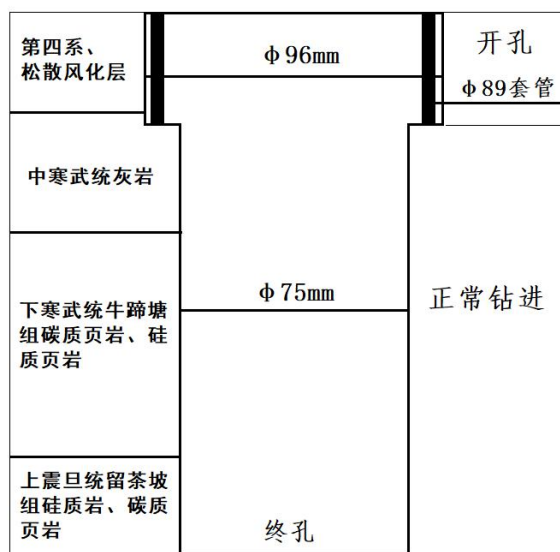 第四系、
松散风化层
φ96mm
开孔
φ89套管
中寒武统灰岩
φ75mm
正常钻进
下寒武统牛蹄塘
组碳质页岩、硅
质页岩
上震旦统留茶坡
组硅质岩、碳质
页岩
终孔